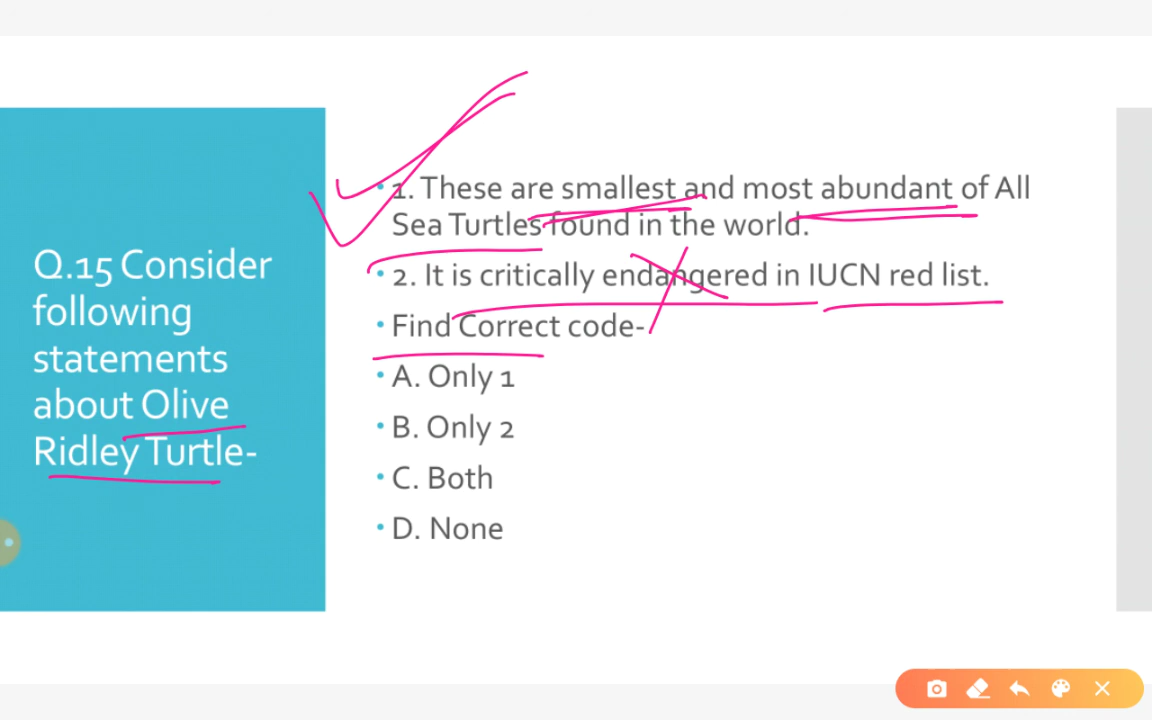 Q.15 Consider
following
statements
about Olive
Ridley Turtle-
• 1. These are smallest and most abundant of All
Sea Turtles found in the world.
• 2. It is critically endangered in IUCN red list.
• Find Correct code-
• A. Only 1
• B. Only 2
• C. Both
• D. None